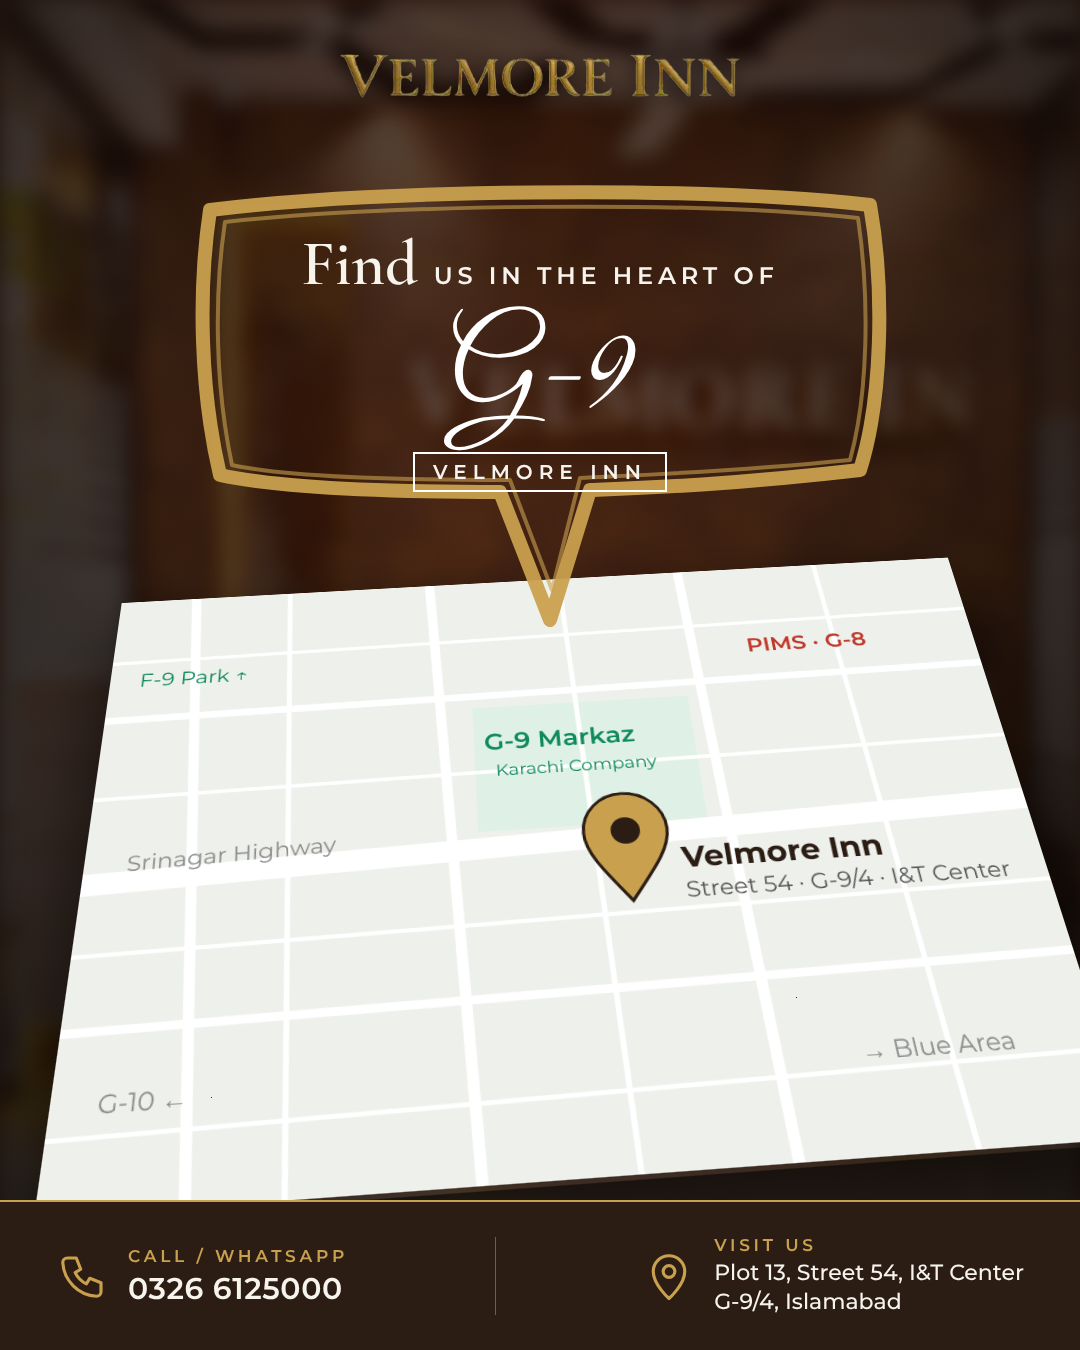 VELMORE INN
Find US IN THE HEART OF
G-9
VELMORE INN
PIMS · G-8
F-9 Park ↑
G-9 Markaz
Karachi Company
Srinagar Highway
Velmore Inn
Street 54 · G-9/4 · I&T Center
→ Blue Area
G-10 ←
CALL / WHATSAPP
0326 6125000
VISIT US
Plot 13, Street 54, I&T Center
G-9/4, Islamabad